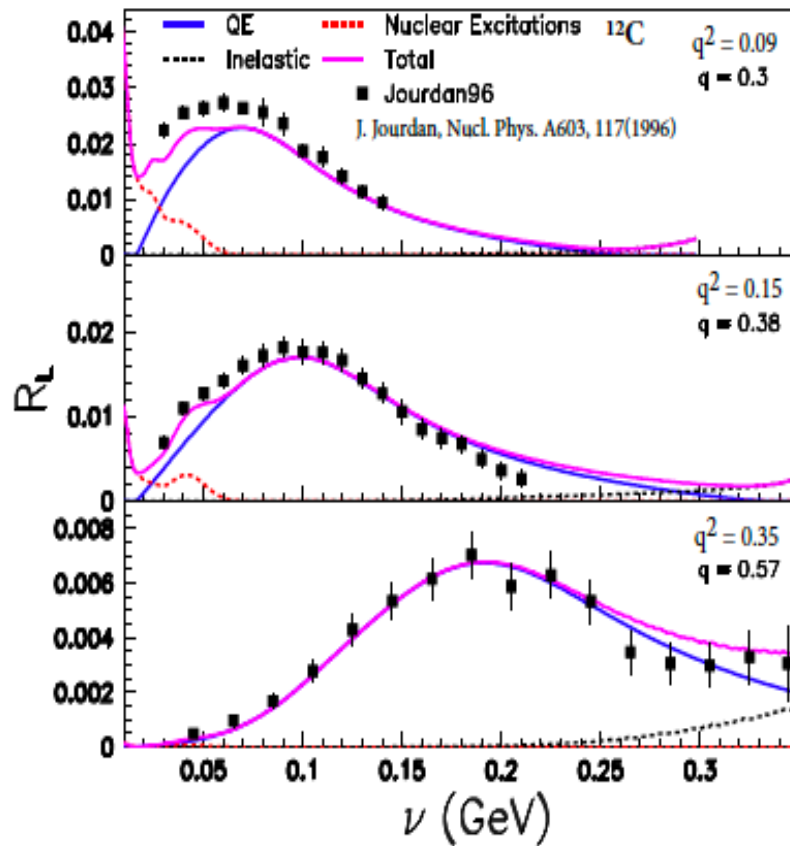 QE Nuclear Excitations ¹²C q² = 0.09
Inelastic Total q = 0.3
Jourdan96
J. Jourdan, Nucl. Phys. A603, 117(1996)
0.04
0.03
0.02
0.01
0
q² = 0.15
q = 0.38
0.02
0.01
0
R_L
q² = 0.35
q = 0.57
0.008
0.006
0.004
0.002
0
0.05 0.1 0.15 0.2 0.25 0.3
ν (GeV)